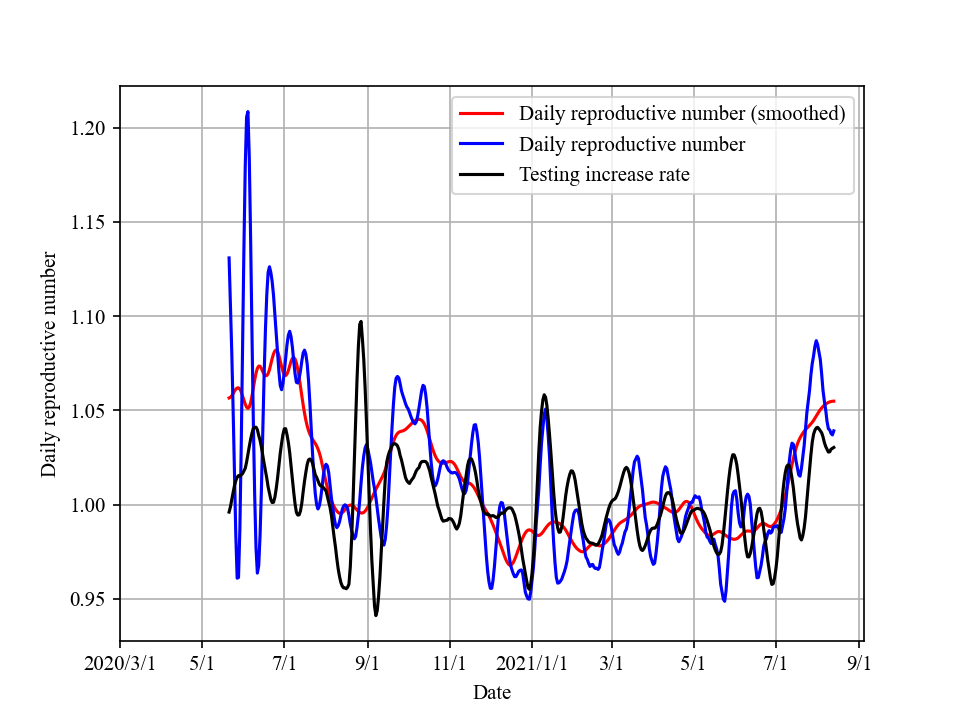 Daily reproductive number (smoothed)
Daily reproductive number
Testing increase rate
Daily reproductive number
1.20
1.15
1.10
1.05
1.00
0.95
2020/3/1 5/1 7/1 9/1 11/1 2021/1/1 3/1 5/1 7/1 9/1
Date